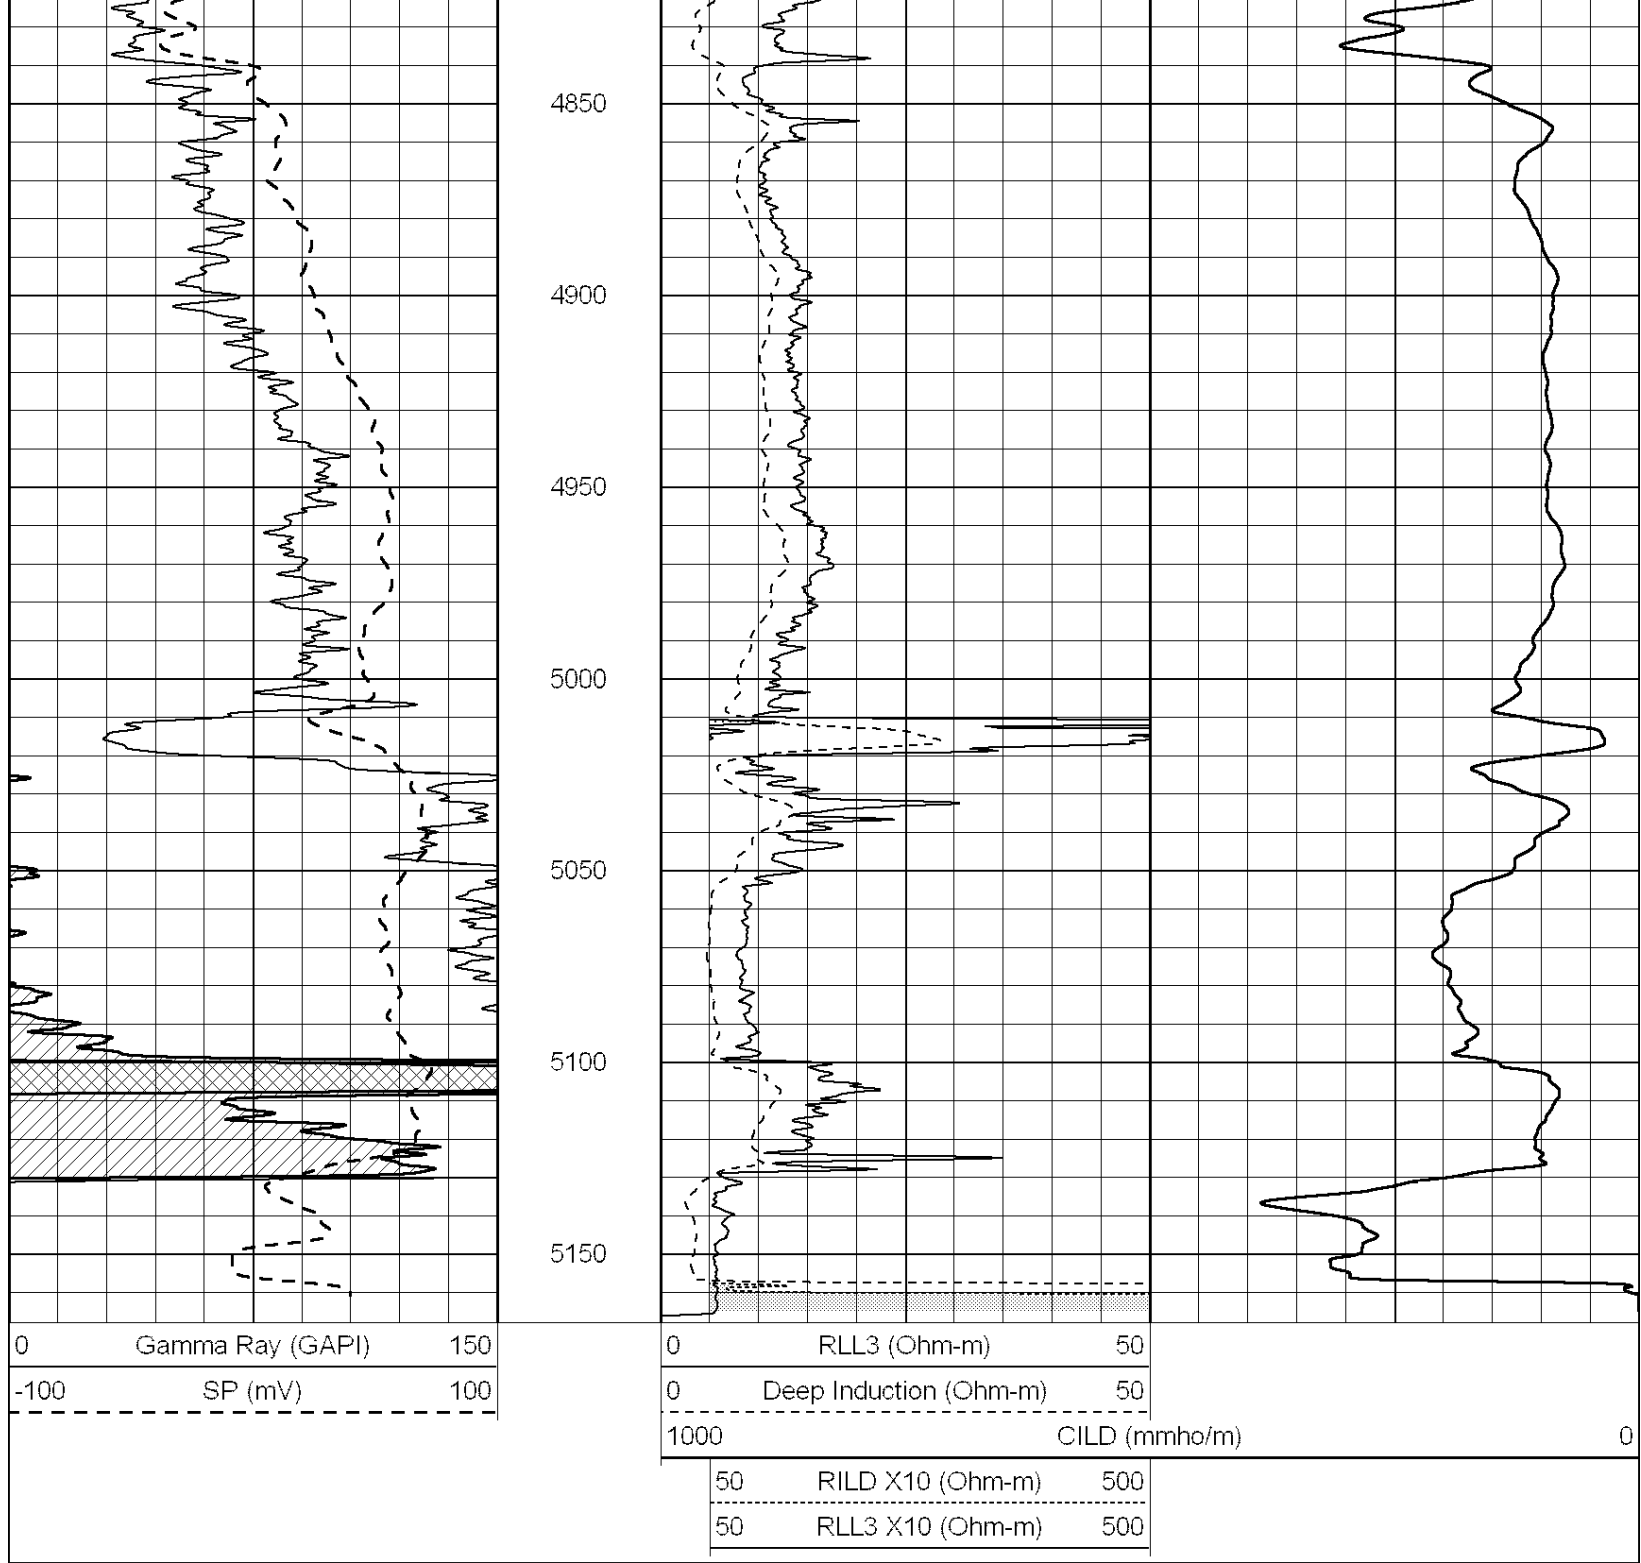 4850
4900
4950
5000
5050
5100
5150
0 Gamma Ray (GAPI) 150
-100 SP (mV) 100
0 RLL3 (Ohm-m) 50
0 Deep Induction (Ohm-m) 50
1000 CILD (mmho/m) 0
50 RILD X10 (Ohm-m) 500
50 RLL3 X10 (Ohm-m) 500